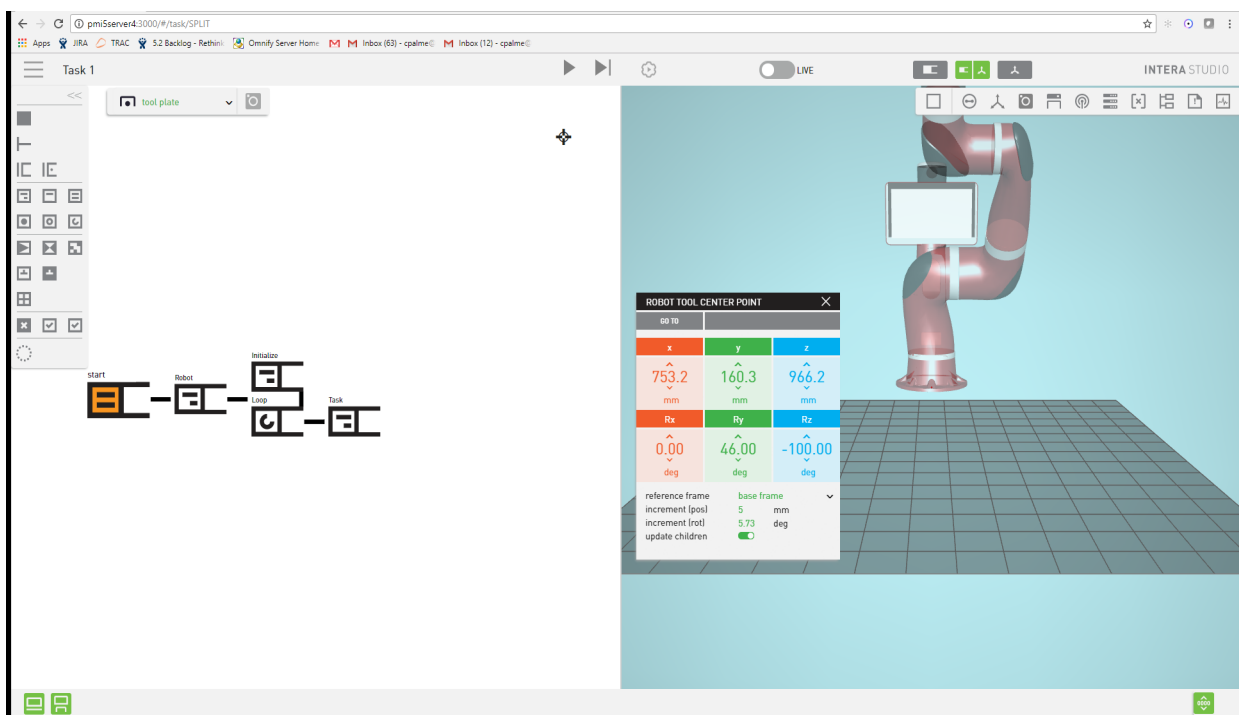 pmi5server4:3000/#/task/SPLIT
Apps JIRA TRAC 5.2 Backlog - Rethink Omnify Server Home Inbox (63) - cpalme Inbox (12) - cpalme
Task 1 LIVE INTERA STUDIO
<<
tool plate
ROBOT TOOL CENTER POINT
GO TO
x y z
753.2 160.3 966.2
mm mm mm
Rx Ry Rz
0.00 46.00 -100.00
deg deg deg
reference frame base frame
increment (pos) 5 mm
increment (rot) 5.73 deg
update children
Initialize
start Robot
Loop Task